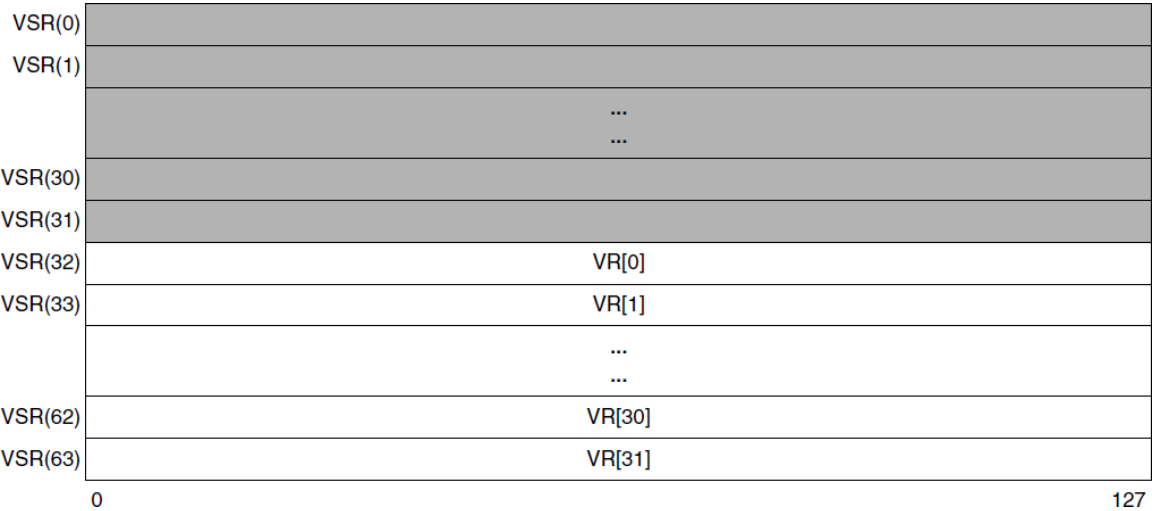 VSR(0)
VSR(1)
...
...
VSR(30)
VSR(31)
VSR(32) VR[0]
VSR(33) VR[1]
...
...
VSR(62) VR[30]
VSR(63) VR[31]
0 127